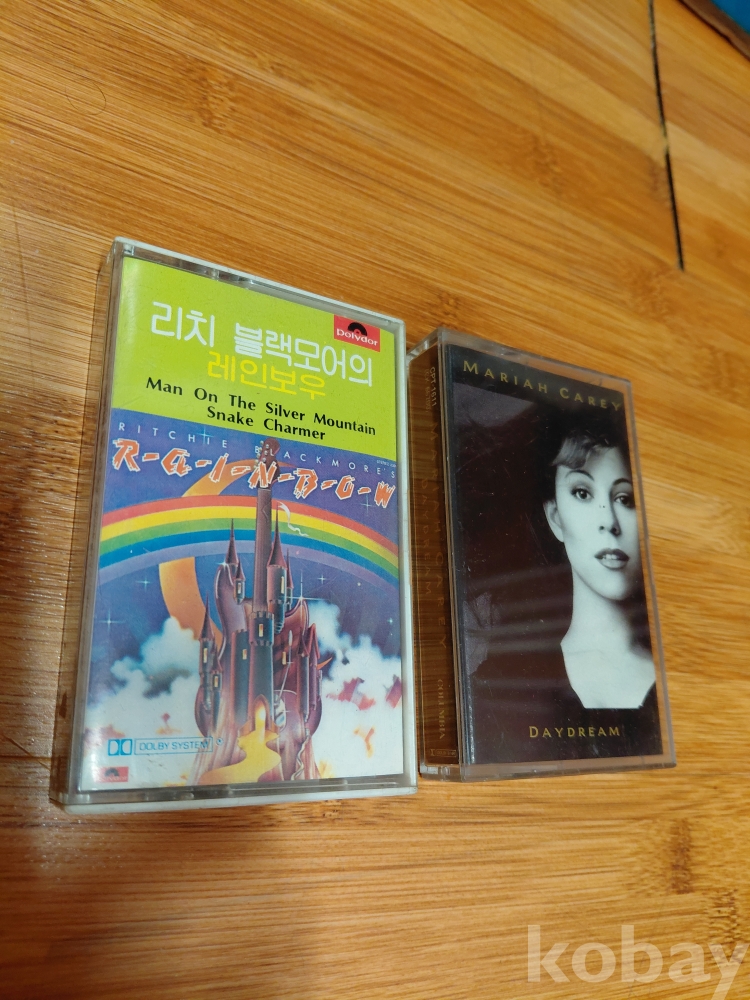 리치 블랙모어의
레인보우
polydor
Man On The Silver Mountain
Snake Charmer
RITCHIE BLACKMORE'S
R-A-I-N-B-O-W
DOLBY SYSTEM
MARIAH CAREY
DAYDREAM
kobay